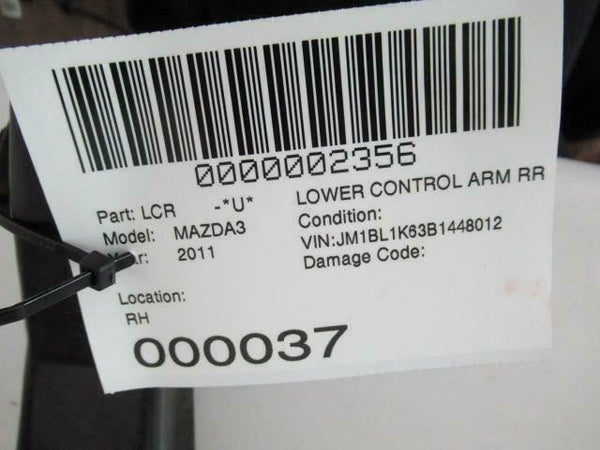 0000002356
Part: LCR -*U* LOWER CONTROL ARM RR
Model: MAZDA3 Condition:
2011 VIN:JM1BL1K63B1448012
Damage Code:
Location:
RH
000037